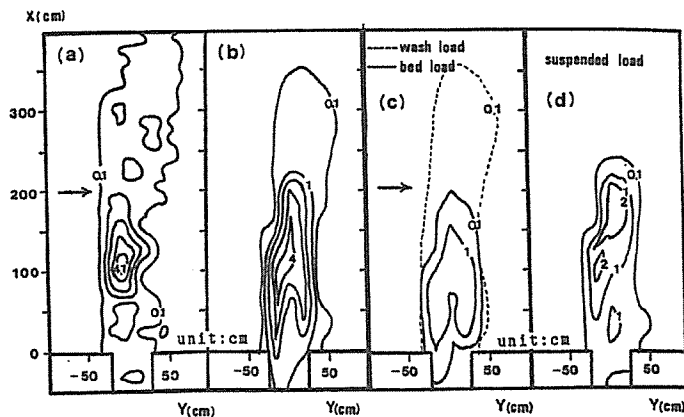 X(cm)
(a)
(b)
---- wash load
— bed load
(c)
suspended load
(d)
300
200
100
0
0.1
4.7
0.1
0.1
1
4
0.1
0.1
1
0.1
1
2
2
1
1
unit:cm
unit:cm
-50
50
-50
50
-50
50
-50
50
Y(cm)
Y(cm)
Y(cm)
Y(cm)